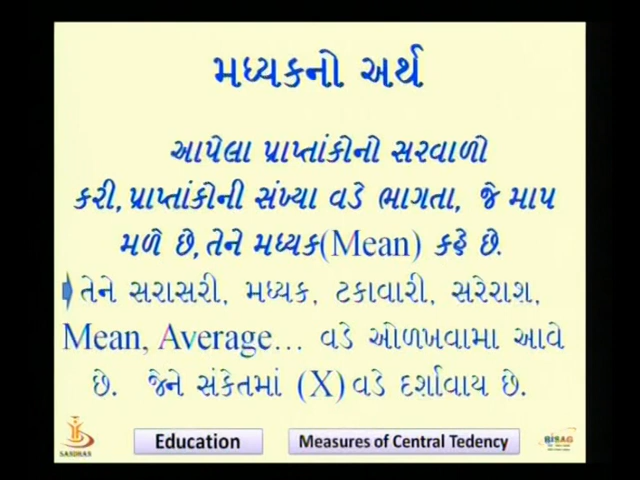 મધ્યકનો અર્થ
આપેલા પ્રાપ્તાંકોનો સરવાળો
કરી, પ્રાપ્તાંકોની સંખ્યા વડે ભાગતા, જે માપ
મળે છે, તેને મધ્યક(Mean) કહે છે.
તેને સરાસરી, મધ્યક, ટકાવારી, સરેરાશ,
Mean, Average... વડે ઓળખવામા આવે
છે. જેને સંકેતમાં (X) વડે દર્શાવાય છે.
SANDHAN
Education
Measures of Central Tedency
BISAG